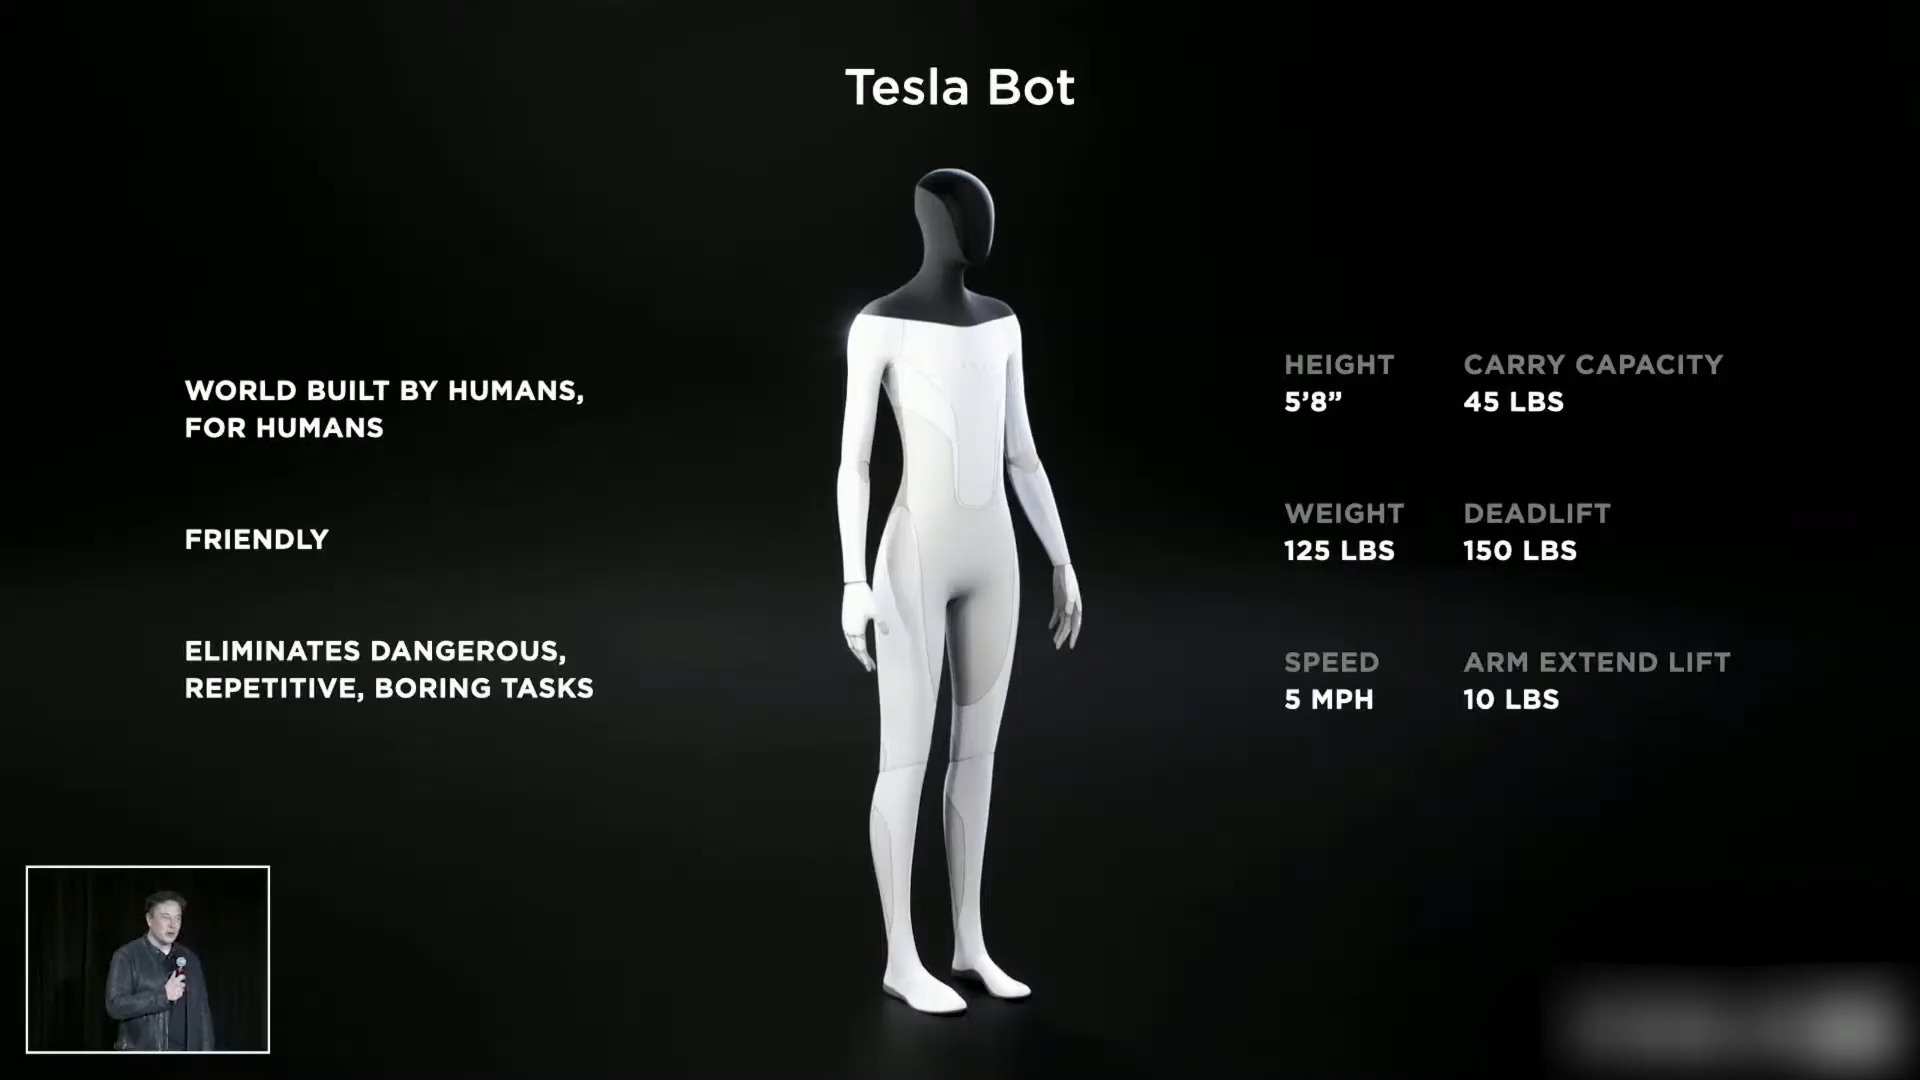 Tesla Bot
WORLD BUILT BY HUMANS,
FOR HUMANS
FRIENDLY
ELIMINATES DANGEROUS,
REPETITIVE, BORING TASKS
HEIGHT
5’8”
CARRY CAPACITY
45 LBS
WEIGHT
125 LBS
DEADLIFT
150 LBS
SPEED
5 MPH
ARM EXTEND LIFT
10 LBS